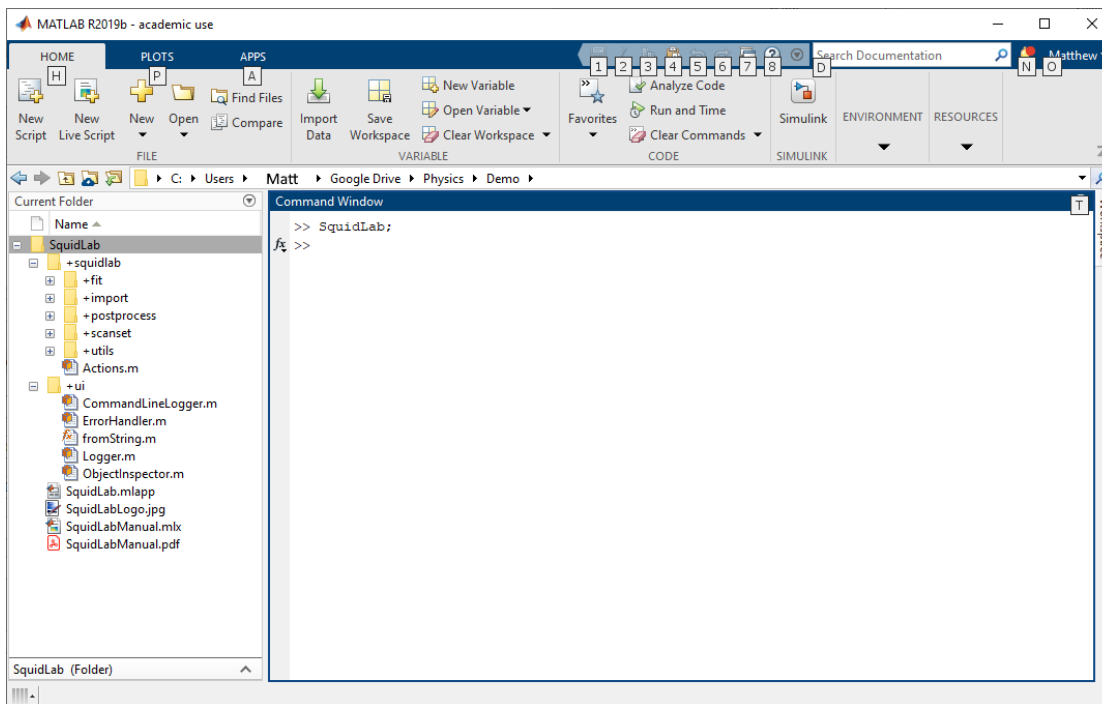 MATLAB R2019b - academic use
HOME PLOTS APPS
Search Documentation
Matthew
H P A 1 2 3 4 5 6 7 8 D N O
New Script
New Live Script
New
Open
Find Files
Compare
FILE
Import Data
Save Workspace
New Variable
Open Variable
Clear Workspace
VARIABLE
Favorites
Analyze Code
Run and Time
Clear Commands
CODE
Simulink
SIMULINK
ENVIRONMENT
RESOURCES
C: Users Matt Google Drive Physics Demo
Current Folder
Name
SquidLab
+squidlab
+fit
+import
+postprocess
+scanset
+utils
Actions.m
+ui
CommandLineLogger.m
ErrorHandler.m
fromString.m
Logger.m
ObjectInspector.m
SquidLab.mlapp
SquidLabLogo.jpg
SquidLabManual.mlx
SquidLabManual.pdf
SquidLab (Folder)
Command Window
T
>> SquidLab;
fx >>